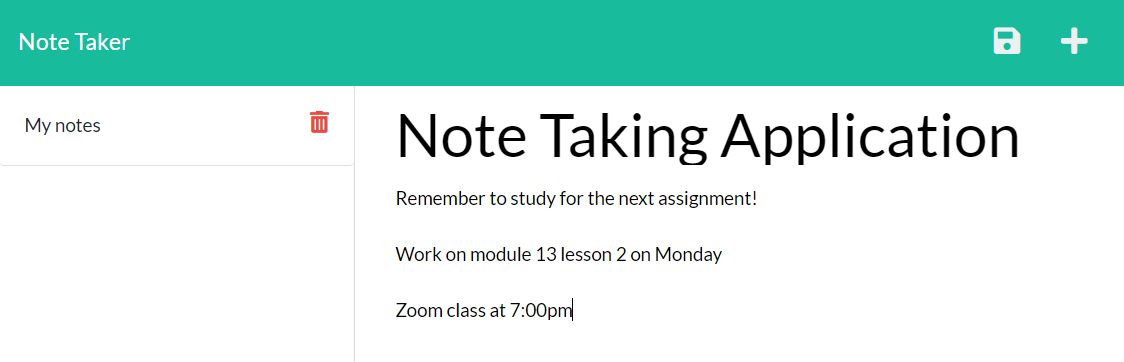 Note Taker
My notes
Note Taking Application
Remember to study for the next assignment!
Work on module 13 lesson 2 on Monday
Zoom class at 7:00pm